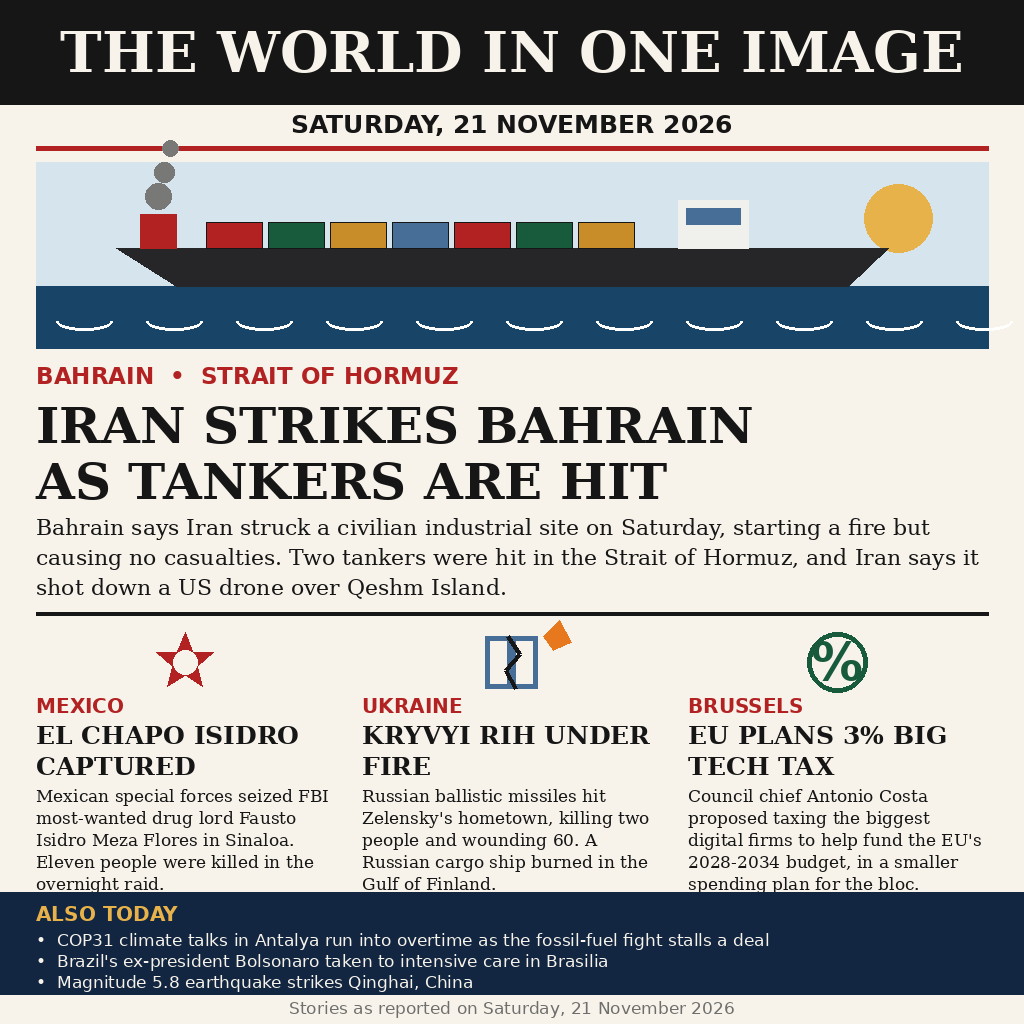 THE WORLD IN ONE IMAGE
SATURDAY, 21 NOVEMBER 2026
BAHRAIN • STRAIT OF HORMUZ
IRAN STRIKES BAHRAIN
AS TANKERS ARE HIT
Bahrain says Iran struck a civilian industrial site on Saturday, starting a fire but
causing no casualties. Two tankers were hit in the Strait of Hormuz, and Iran says it
shot down a US drone over Qeshm Island.
MEXICO
EL CHAPO ISIDRO
CAPTURED
Mexican special forces seized FBI
most-wanted drug lord Fausto
Isidro Meza Flores in Sinaloa.
Eleven people were killed in the
overnight raid.
UKRAINE
KRYVYI RIH UNDER
FIRE
Russian ballistic missiles hit
Zelensky's hometown, killing two
people and wounding 60. A
Russian cargo ship burned in the
Gulf of Finland.
%
BRUSSELS
EU PLANS 3% BIG
TECH TAX
Council chief Antonio Costa
proposed taxing the biggest
digital firms to help fund the EU's
2028-2034 budget, in a smaller
spending plan for the bloc.
ALSO TODAY
• COP31 climate talks in Antalya run into overtime as the fossil-fuel fight stalls a deal
• Brazil's ex-president Bolsonaro taken to intensive care in Brasilia
• Magnitude 5.8 earthquake strikes Qinghai, China
Stories as reported on Saturday, 21 November 2026